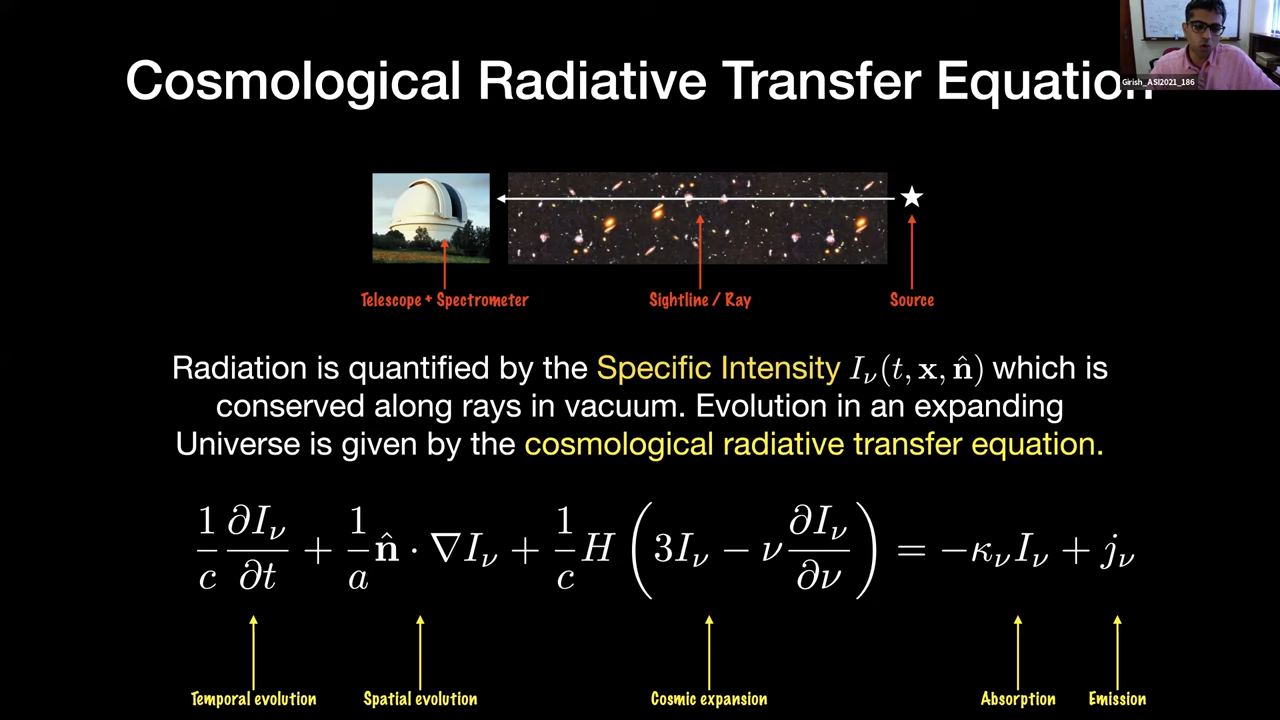 Cosmological Radiative Transfer Equation
Girish_ASI2021_186
Telescope + Spectrometer
Sightline / Ray
Source
Radiation is quantified by the Specific Intensity I_ν(t, x, n̂) which is
conserved along rays in vacuum. Evolution in an expanding
Universe is given by the cosmological radiative transfer equation.
1/c ∂I_ν/∂t + 1/a n̂ · ∇I_ν + 1/c H (3I_ν − ν ∂I_ν/∂ν) = −κ_ν I_ν + j_ν
Temporal evolution
Spatial evolution
Cosmic expansion
Absorption
Emission